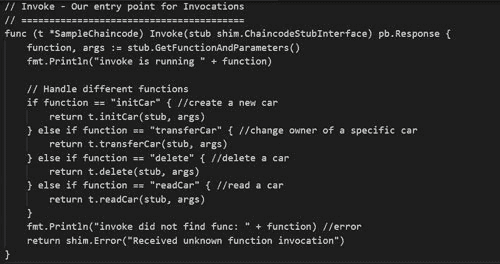 // Invoke - Our entry point for Invocations
// ========================================
func (t *SampleChaincode) Invoke(stub shim.ChaincodeStubInterface) pb.Response {
    function, args := stub.GetFunctionAndParameters()
    fmt.Println("invoke is running " + function)

    // Handle different functions
    if function == "initCar" { //create a new car
        return t.initCar(stub, args)
    } else if function == "transferCar" { //change owner of a specific car
        return t.transferCar(stub, args)
    } else if function == "delete" { //delete a car
        return t.delete(stub, args)
    } else if function == "readCar" { //read a car
        return t.readCar(stub, args)
    }
    fmt.Println("invoke did not find func: " + function) //error
    return shim.Error("Received unknown function invocation")
}